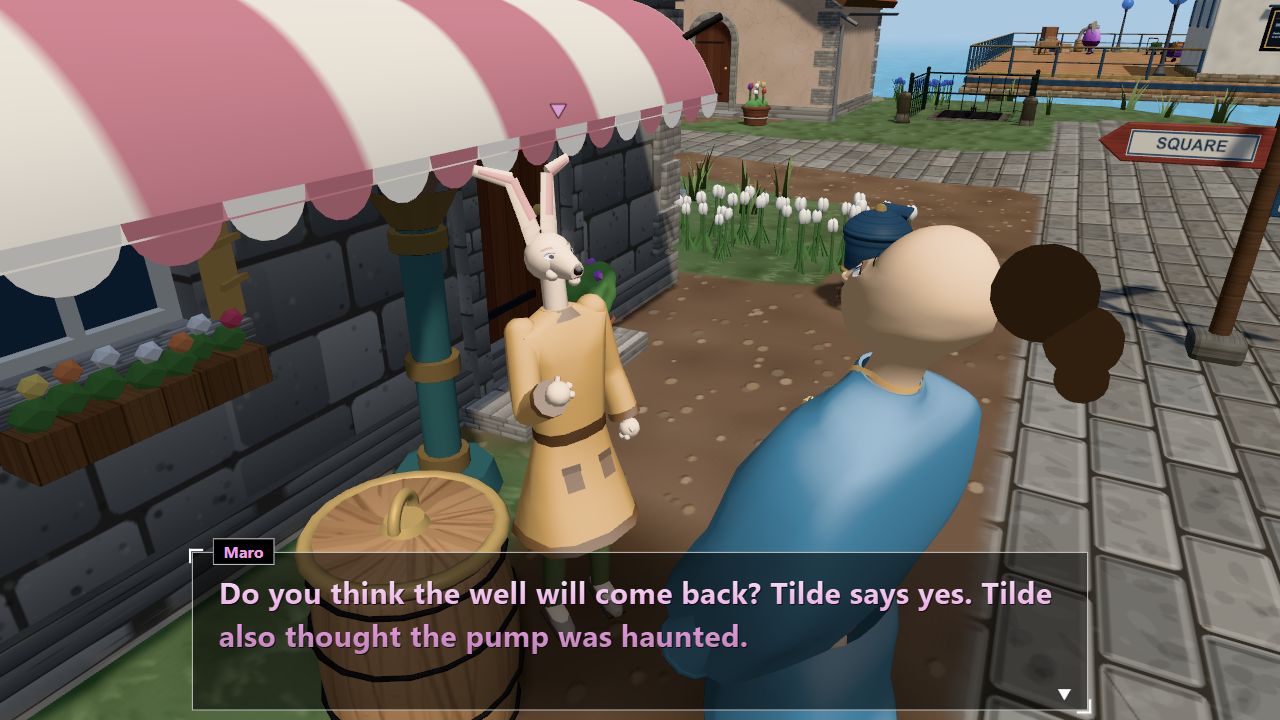 SQUARE
Maro
Do you think the well will come back? Tilde says yes. Tilde
also thought the pump was haunted.